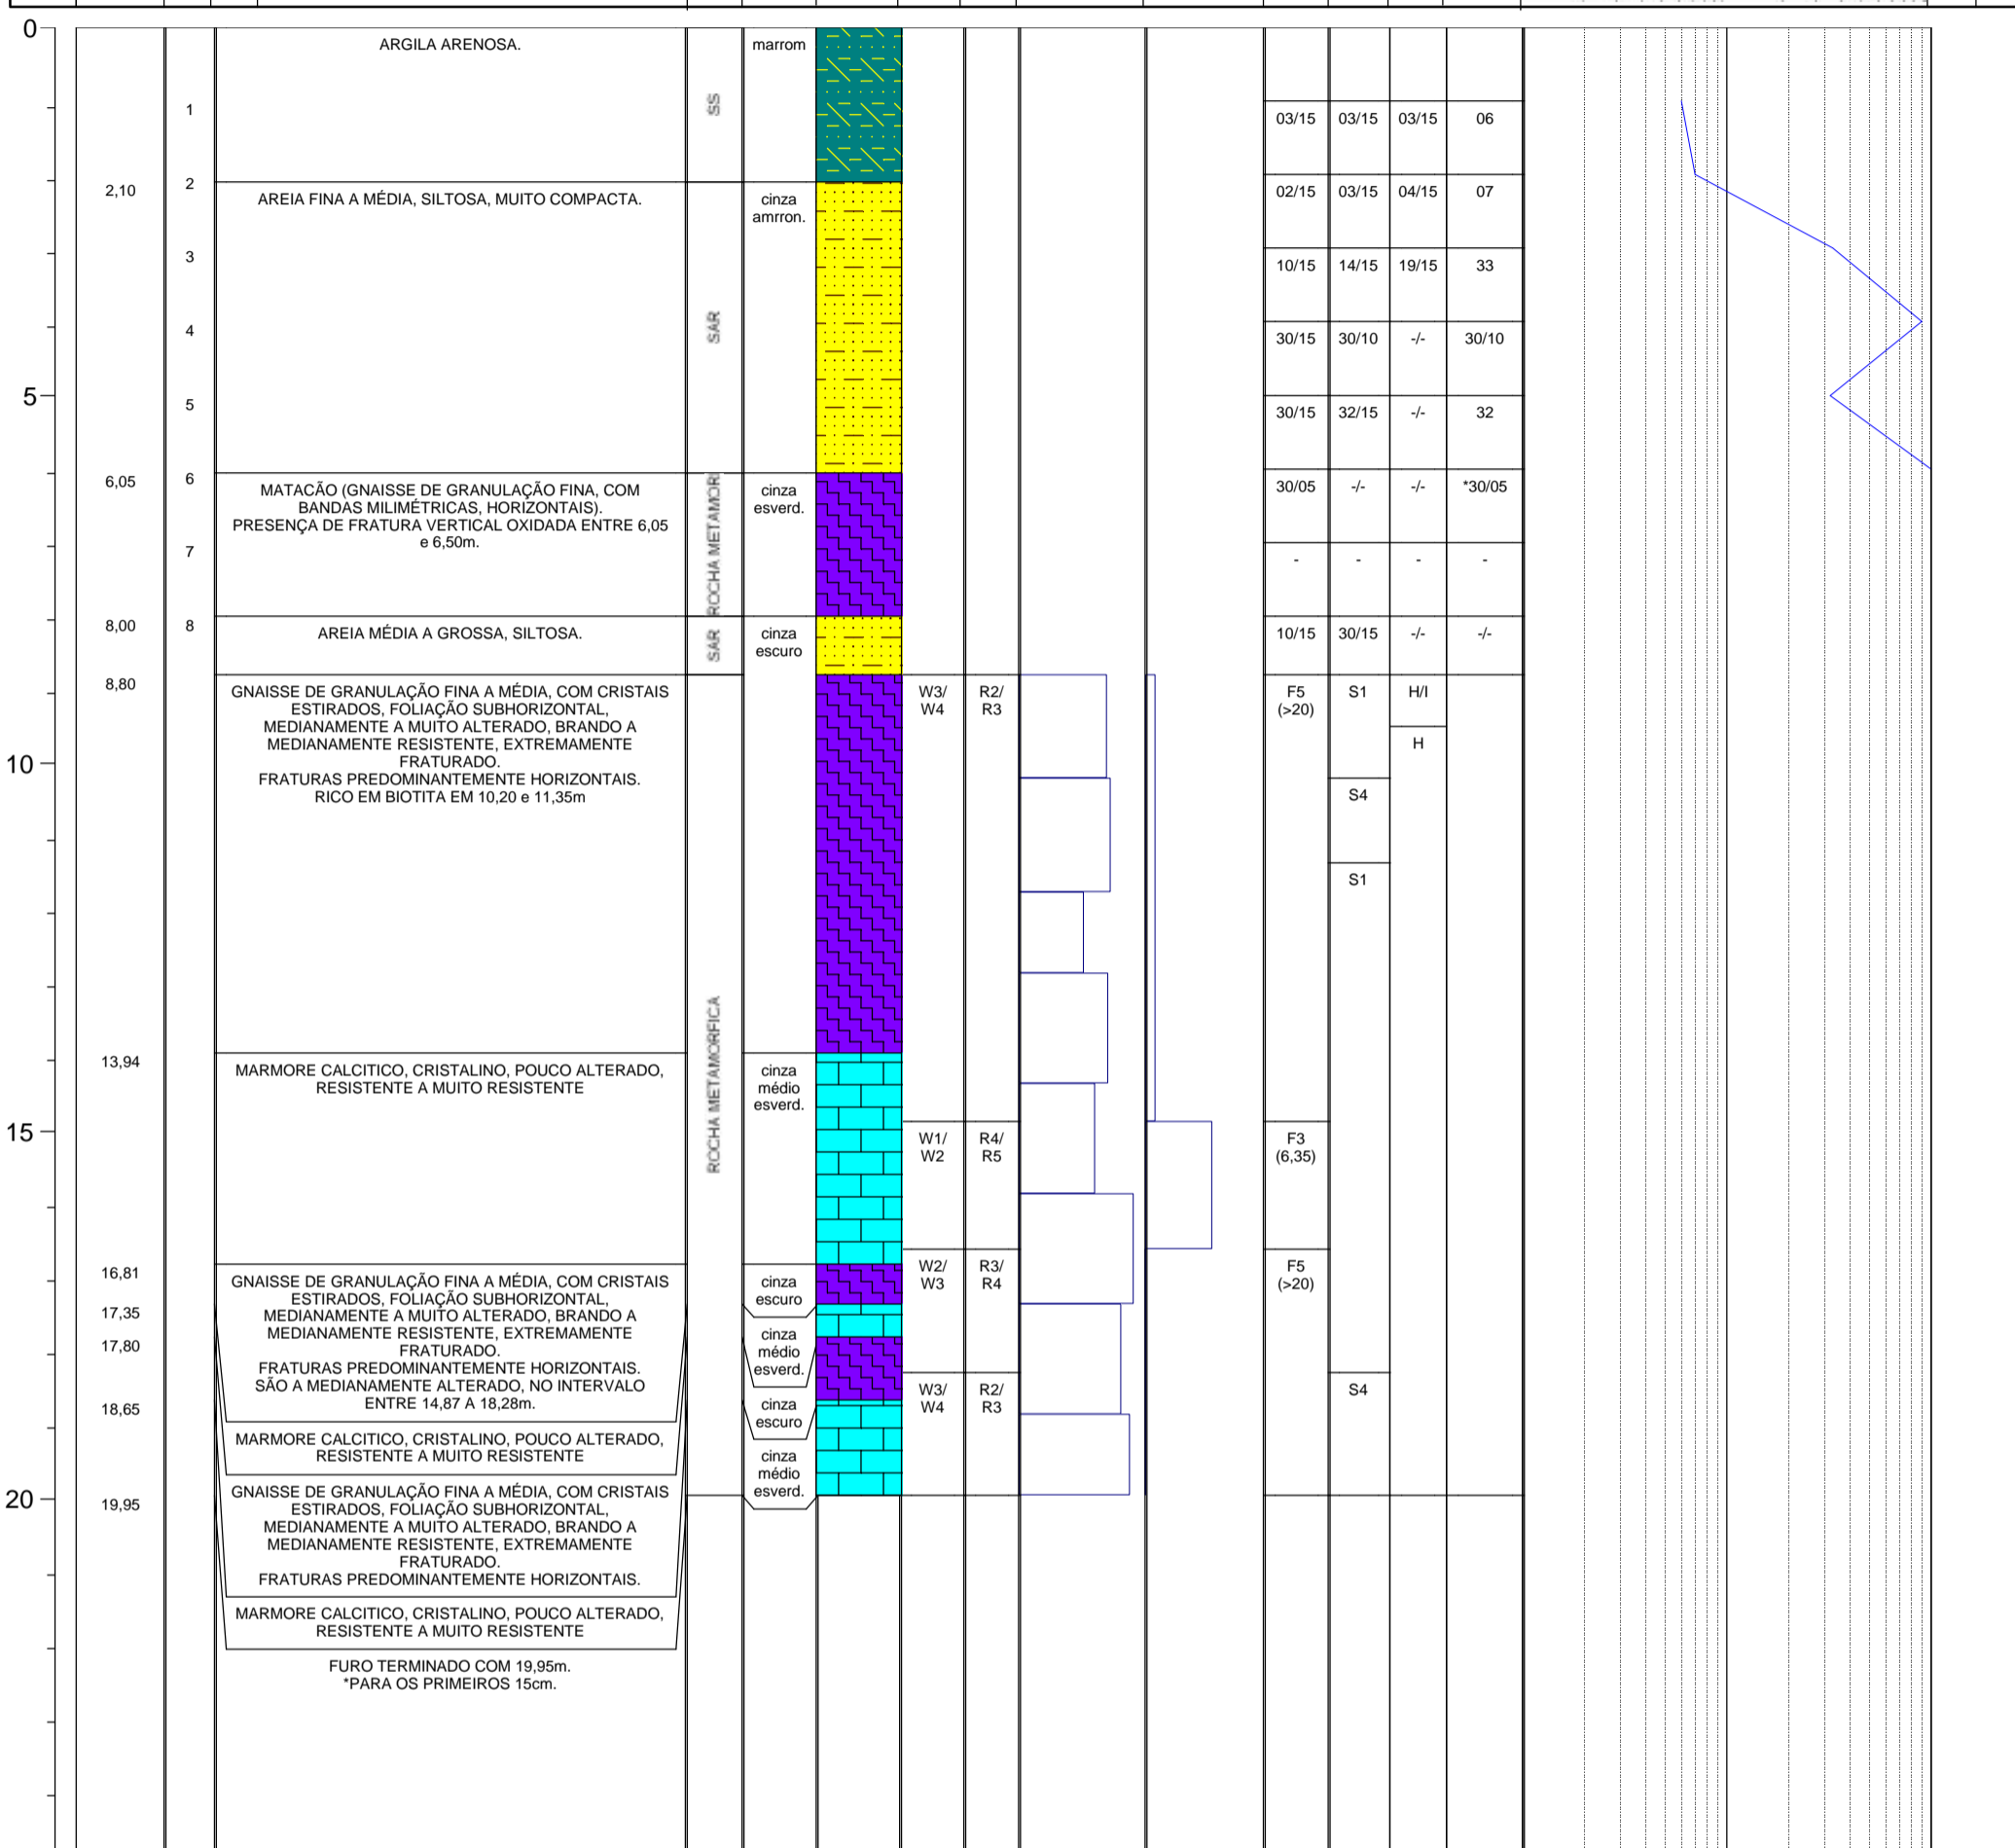 0
ARGILA ARENOSA.
SS
marrom
1
03/15 03/15 03/15 06
2,10
2
AREIA FINA A MÉDIA, SILTOSA, MUITO COMPACTA.
SAR
cinza
amrron.
02/15 03/15 04/15 07
3
10/15 14/15 19/15 33
4
30/15 30/10 -/- 30/10
5
5
30/15 32/15 -/- 32
6,05
6
MATACÃO (GNAISSE DE GRANULAÇÃO FINA, COM
BANDAS MILIMÉTRICAS, HORIZONTAIS).
PRESENÇA DE FRATURA VERTICAL OXIDADA ENTRE 6,05
e 6,50m.
ROCHA METAMOR
cinza
esverd.
30/05 -/- -/- *30/05
7
- - - -
8,00
8
AREIA MÉDIA A GROSSA, SILTOSA.
SAR
cinza
escuro
10/15 30/15 -/- -/-
8,80
GNAISSE DE GRANULAÇÃO FINA A MÉDIA, COM CRISTAIS
ESTIRADOS, FOLIAÇÃO SUBHORIZONTAL,
MEDIANAMENTE A MUITO ALTERADO, BRANDO A
MEDIANAMENTE RESISTENTE, EXTREMAMENTE
FRATURADO.
FRATURAS PREDOMINANTEMENTE HORIZONTAIS.
RICO EM BIOTITA EM 10,20 e 11,35m
ROCHA METAMORFICA
W3/
W4
R2/
R3
F5
(>20)
S1
H/I
H
10
S4
S1
13,94
MARMORE CALCITICO, CRISTALINO, POUCO ALTERADO,
RESISTENTE A MUITO RESISTENTE
cinza
médio
esverd.
15
W1/
W2
R4/
R5
F3
(6,35)
16,81
GNAISSE DE GRANULAÇÃO FINA A MÉDIA, COM CRISTAIS
ESTIRADOS, FOLIAÇÃO SUBHORIZONTAL,
MEDIANAMENTE A MUITO ALTERADO, BRANDO A
MEDIANAMENTE RESISTENTE, EXTREMAMENTE
FRATURADO.
FRATURAS PREDOMINANTEMENTE HORIZONTAIS.
SÃO A MEDIANAMENTE ALTERADO, NO INTERVALO
ENTRE 14,87 A 18,28m.
cinza
escuro
W2/
W3
R3/
R4
F5
(>20)
17,35
MARMORE CALCITICO, CRISTALINO, POUCO ALTERADO,
RESISTENTE A MUITO RESISTENTE
cinza
médio
esverd.
17,80
GNAISSE DE GRANULAÇÃO FINA A MÉDIA, COM CRISTAIS
ESTIRADOS, FOLIAÇÃO SUBHORIZONTAL,
MEDIANAMENTE A MUITO ALTERADO, BRANDO A
MEDIANAMENTE RESISTENTE, EXTREMAMENTE
FRATURADO.
FRATURAS PREDOMINANTEMENTE HORIZONTAIS.
cinza
escuro
W3/
W4
R2/
R3
S4
18,65
MARMORE CALCITICO, CRISTALINO, POUCO ALTERADO,
RESISTENTE A MUITO RESISTENTE
cinza
médio
esverd.
20
19,95
FURO TERMINADO COM 19,95m.
*PARA OS PRIMEIROS 15cm.